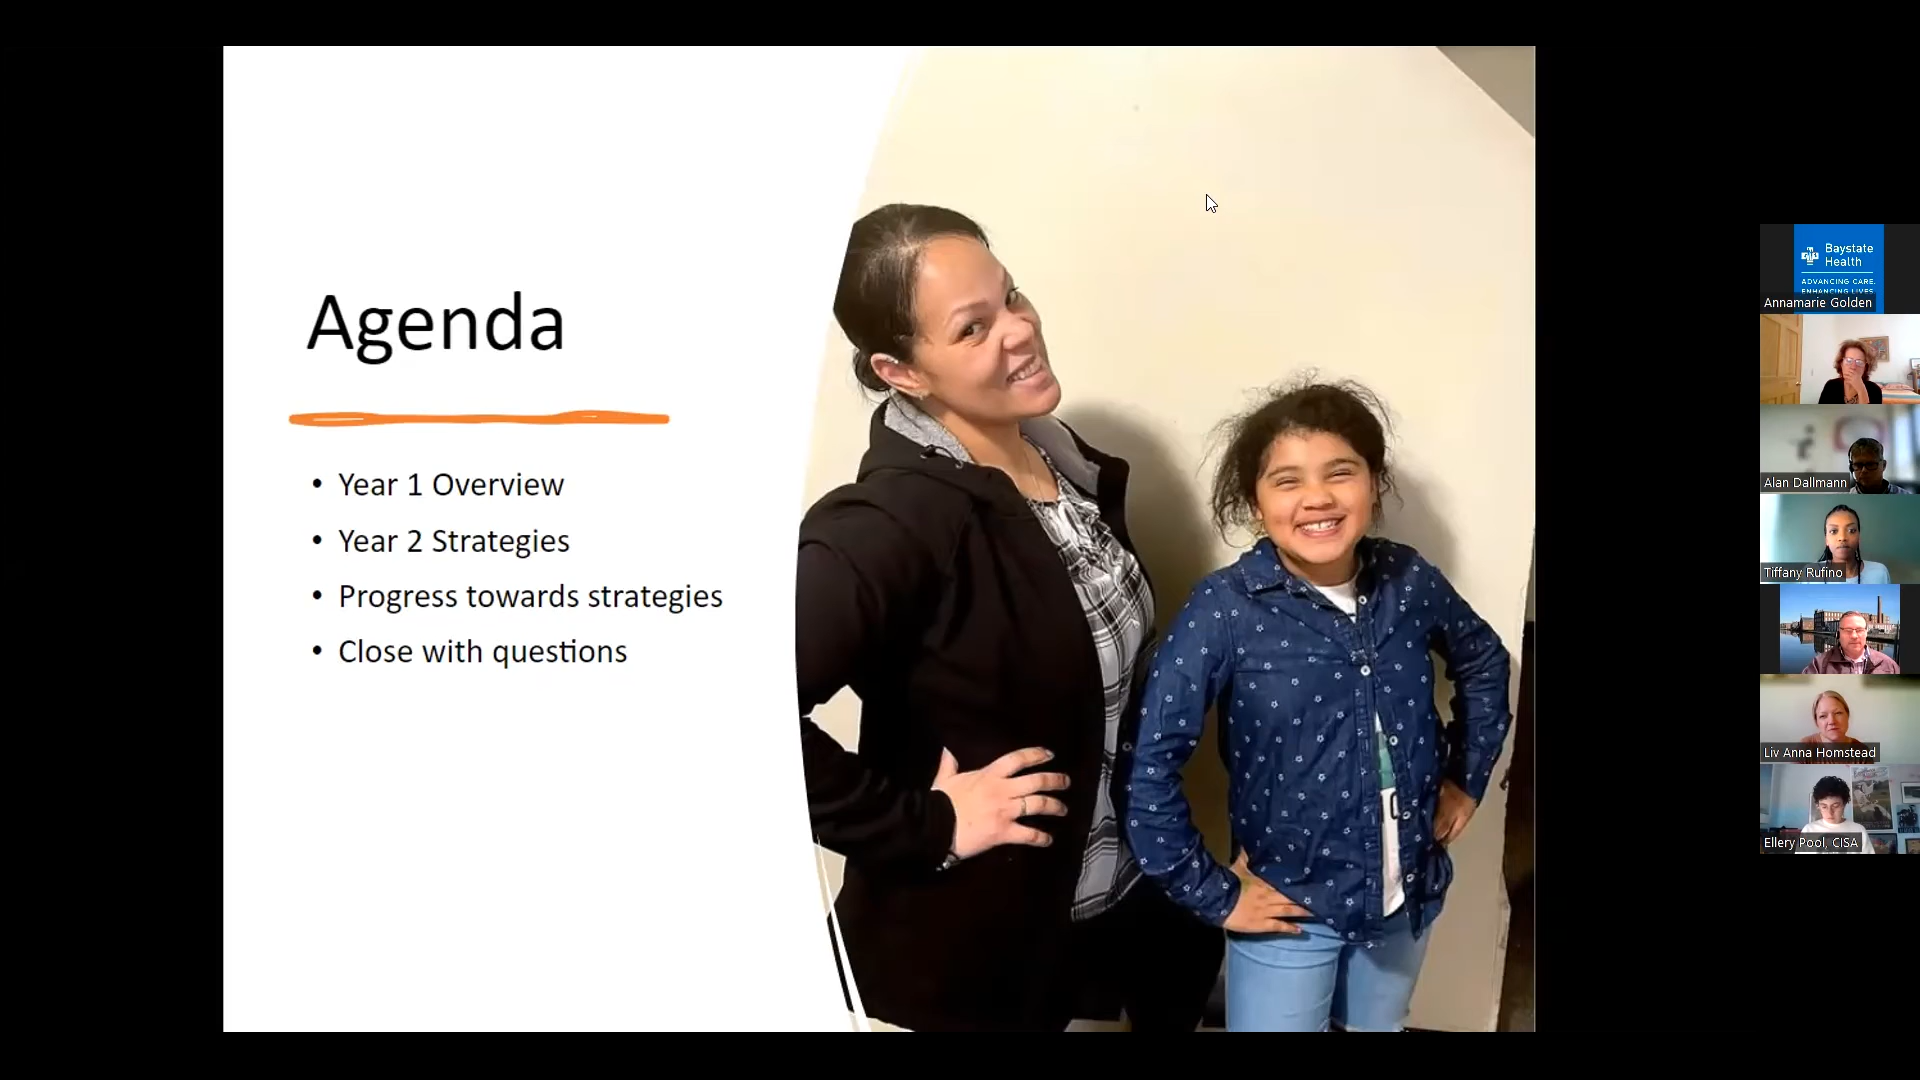 Agenda
• Year 1 Overview
• Year 2 Strategies
• Progress towards strategies
• Close with questions
Baystate
Health
ADVANCING CARE.
ENHANCING LIVES.
Annamarie Golden
Alan Dallmann
Tiffany Rufino
Liv Anna Homstead
Ellery Pool, CISA